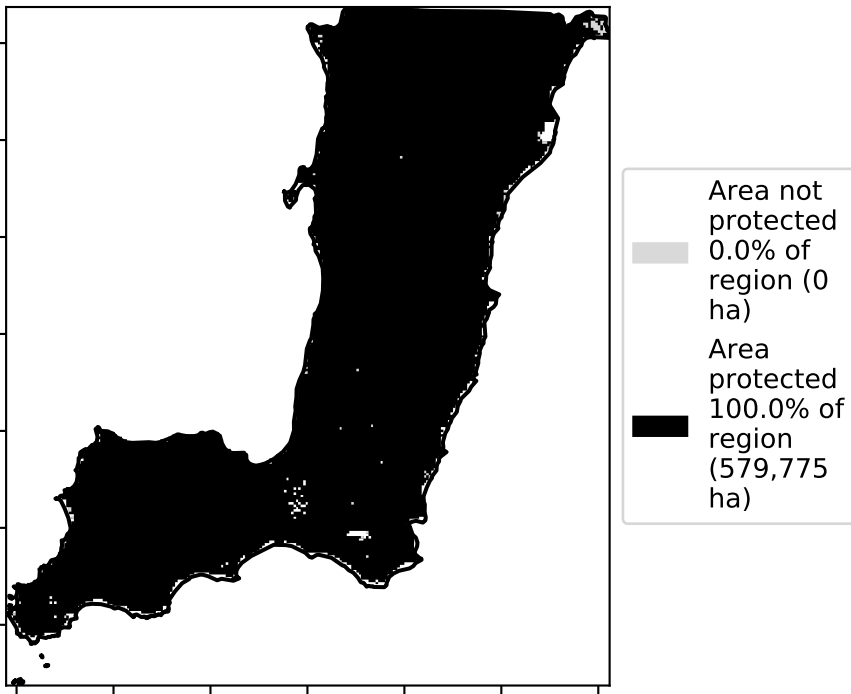 Area not
protected
0.0% of
region (0
ha)
Area
protected
100.0% of
region
(579,775
ha)